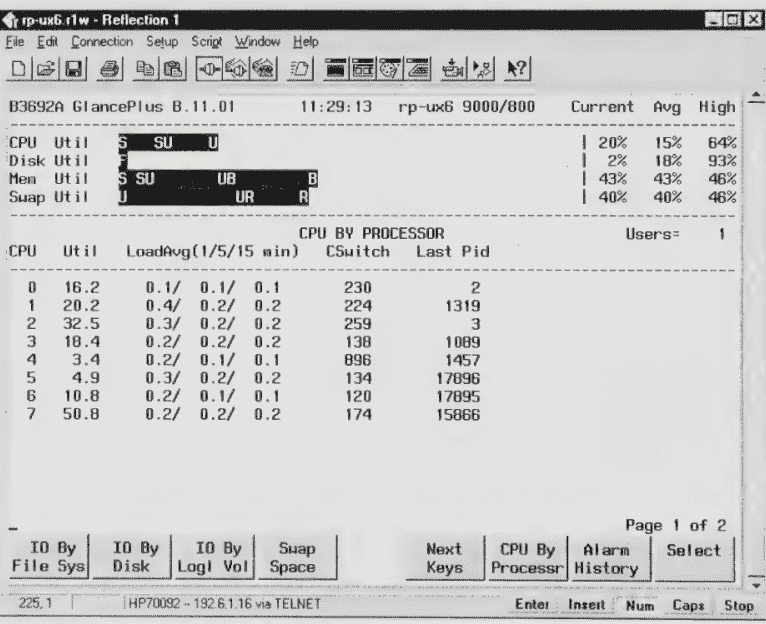 rp-ux6.r1w - Reflection 1
File Edit Connection Setup Script Window Help
B3692A GlancePlus B.11.01 11:29:13 rp-ux6 9000/800 Current Avg High
CPU Util S SU U | 20% 15% 64%
Disk Util F | 2% 18% 93%
Mem Util S SU UB B | 43% 43% 46%
Swap Util U UR R | 40% 40% 46%
CPU BY PROCESSOR Users= 1
CPU Util LoadAvg(1/5/15 min) CSwitch Last Pid
0 16.2 0.1/ 0.1/ 0.1 230 2
1 20.2 0.4/ 0.2/ 0.2 224 1319
2 32.5 0.3/ 0.2/ 0.2 259 3
3 18.4 0.2/ 0.2/ 0.2 138 1089
4 3.4 0.2/ 0.1/ 0.1 896 1457
5 4.9 0.3/ 0.2/ 0.2 134 17896
6 10.8 0.2/ 0.1/ 0.1 120 17895
7 50.8 0.2/ 0.2/ 0.2 174 15866
Page 1 of 2
IO By IO By IO By Swap Next CPU By Alarm Select
File Sys Disk Logl Vol Space Keys Processr History
225, 1 HP70092 -- 192.6.1.16 via TELNET Enter Insert Num Caps Stop